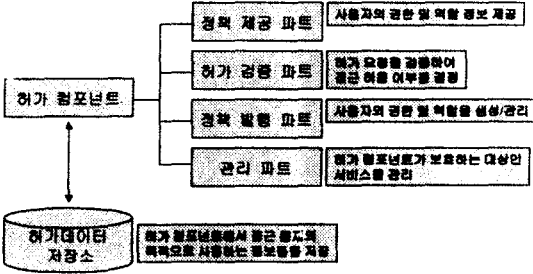 정책 제공 파트
사용자의 권한 및 역할 정보 제공
허가 검증 파트
허가 요청을 검증하여
접근 허용 여부를 결정
허가 컴포넌트
정책 발행 파트
사용자의 권한 및 역할을 생성/관리
관리 파트
허가 컴포넌트가 보호하는 대상인
서비스를 관리
허가데이터
저장소
허가 컴포넌트에서 접근 통제의
목적으로 사용하는 정보들을 저장